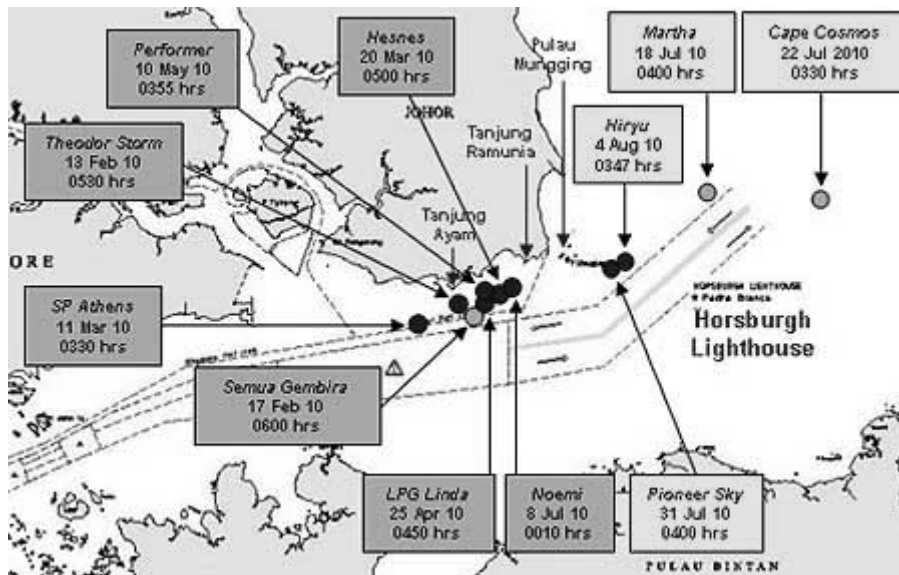 Performer
10 May 10
0355 hrs
Hesnes
20 Mar 10
0500 hrs
Pulau
Mungging
Martha
18 Jul 10
0400 hrs
Cape Cosmos
22 Jul 2010
0330 hrs
JOHOR
Theodor Storm
13 Feb 10
0530 hrs
Tanjung
Ramunia
Hiryu
4 Aug 10
0347 hrs
Tanjung
Ayam
ORE
SP Athens
11 Mar 10
0330 hrs
HORSBURGH LIGHTHOUSE
Pedra Branca
Horsburgh
Lighthouse
Semua Gembira
17 Feb 10
0600 hrs
LPG Linda
25 Apr 10
0450 hrs
Noemi
8 Jul 10
0010 hrs
Pioneer Sky
31 Jul 10
0400 hrs
PULAU BINTAN